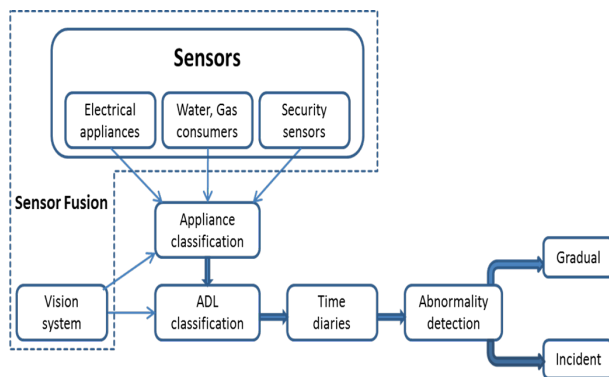 Sensors
Electrical
appliances
Water, Gas
consumers
Security
sensors
Sensor Fusion
Appliance
classification
Vision
system
ADL
classification
Time
diaries
Abnormality
detection
Gradual
Incident